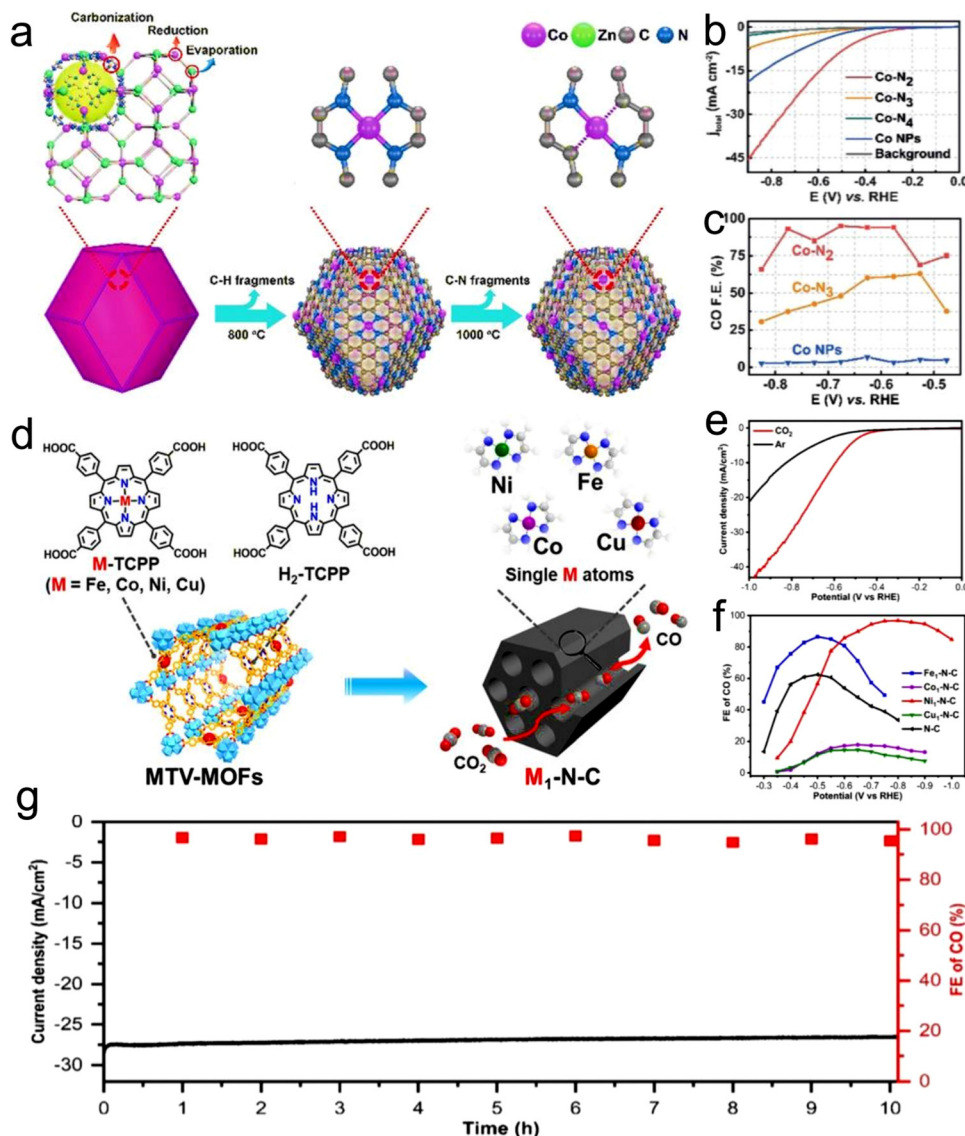 a
Carbonization
Reduction
Evaporation
Co Zn C N
C-H fragments
800 °C
C-N fragments
1000 °C
b
0
-15
-30
-45
j total (mA cm⁻²)
Co-N₂
Co-N₃
Co-N₄
Co NPs
Background
-0.9 -0.6 -0.3 0.0
E (V) vs. RHE
c
100
75
50
25
0
CO F.E. (%)
Co-N₂
Co-N₃
Co NPs
-0.8 -0.7 -0.6 -0.5
E (V) vs. RHE
d
HOOC COOH
HOOC COOH
N
N M N
N
HOOC COOH
HOOC COOH
M-TCPP
(M = Fe, Co, Ni, Cu)
N
H
N N
H
N
H₂-TCPP
Ni Fe
Co Cu
Single M atoms
MTV-MOFs
CO₂
CO
M₁-N-C
e
0
-10
-20
-30
-40
Current density (mA/cm²)
CO₂
Ar
-1.0 -0.8 -0.6 -0.4 -0.2 0.0
Potential (V vs RHE)
f
100
80
60
40
20
0
FE of CO (%)
Fe₁-N-C
Co₁-N-C
Ni₁-N-C
Cu₁-N-C
N-C
-0.3 -0.4 -0.5 -0.6 -0.7 -0.8 -0.9 -1.0
Potential (V vs RHE)
g
0
-5
-10
-15
-20
-25
-30
Current density (mA/cm²)
100
80
60
40
20
0
FE of CO (%)
0 1 2 3 4 5 6 7 8 9 10
Time (h)